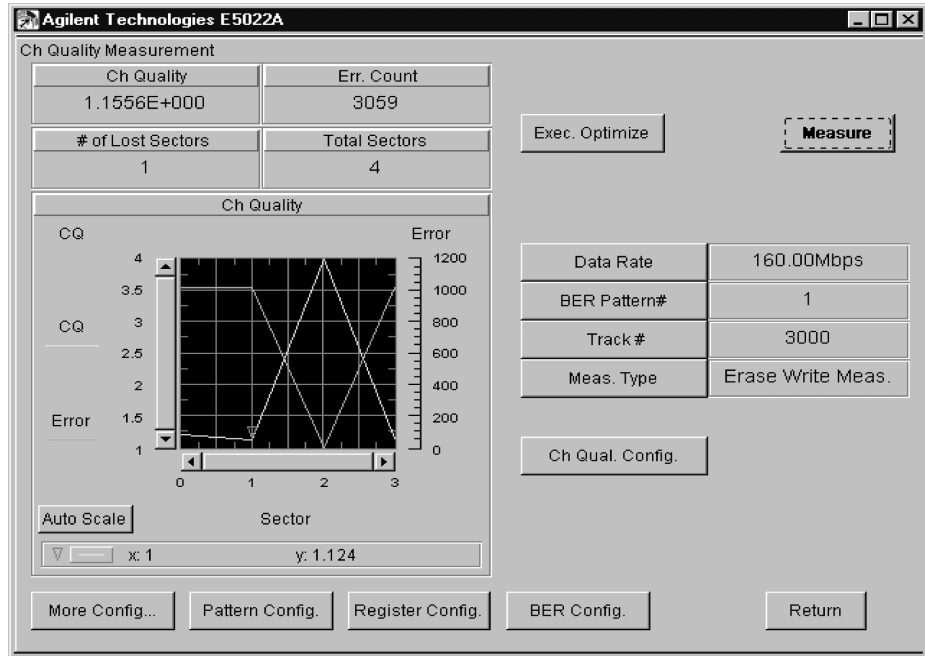 Agilent Technologies E5022A
Ch Quality Measurement
Ch Quality
Err. Count
1.1556E+000
3059
# of Lost Sectors
Total Sectors
1
4
Exec. Optimize
Measure
Ch Quality
CQ
Error
4
3.5
3
2.5
2
1.5
1
CQ
Error
1200
1000
800
600
400
200
0
0
1
2
3
Auto Scale
Sector
x: 1
y: 1.124
Data Rate
160.00Mbps
BER Pattern#
1
Track #
3000
Meas. Type
Erase Write Meas.
Ch Qual. Config.
More Config...
Pattern Config.
Register Config.
BER Config.
Return